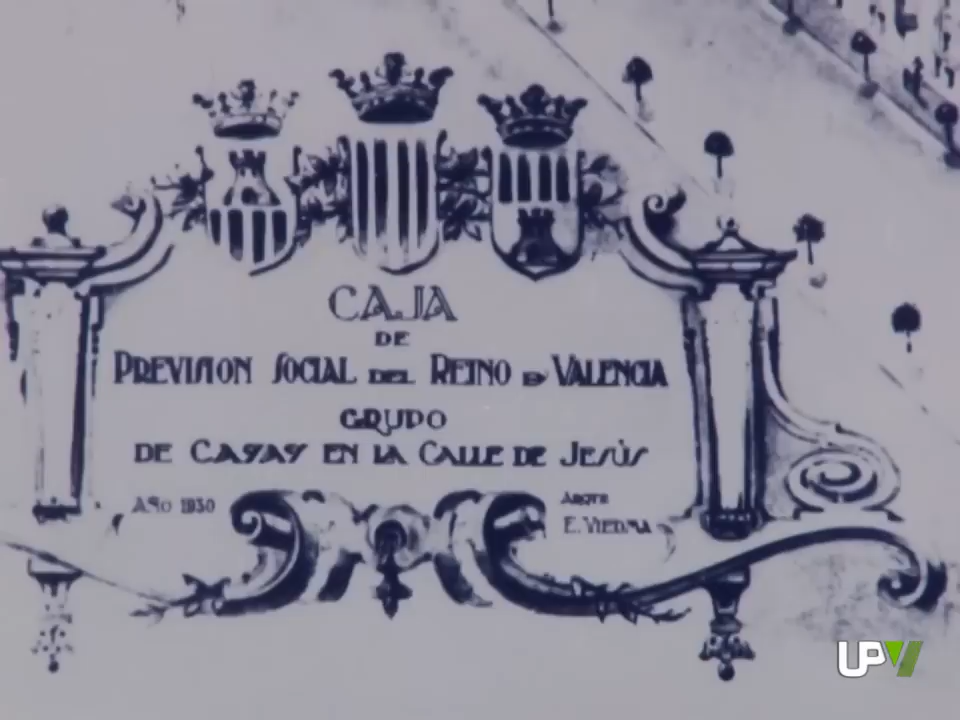 CAJA
DE
PREVISION SOCIAL DEL REINO DE VALENCIA
GRUPO
DE CASAS EN LA CALLE DE JESÚS
AÑO 1930
ARQTO
E. VIEDMA
UPV